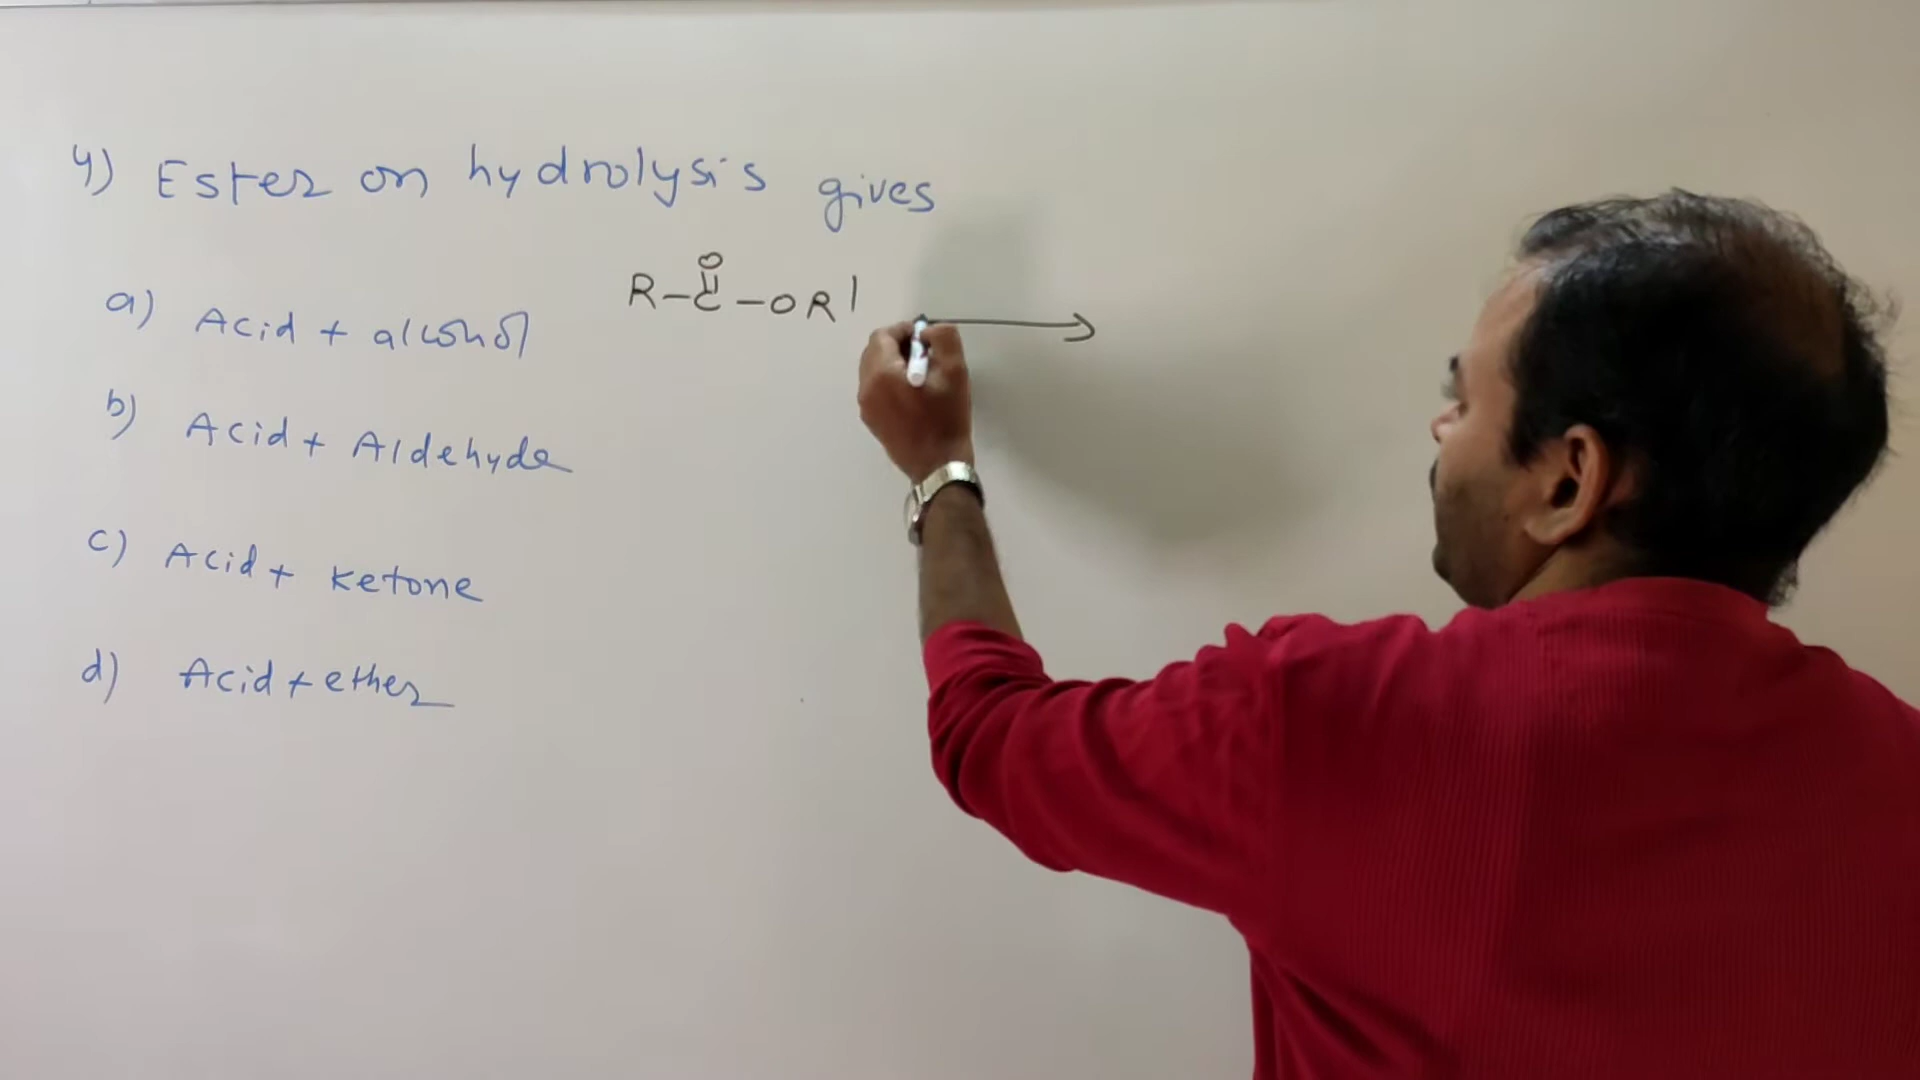 4) Ester on hydrolysis gives
O
||
R-C-OR' →
a) Acid + alcohol
b) Acid + Aldehyde
c) Acid + ketone
d) Acid + ether